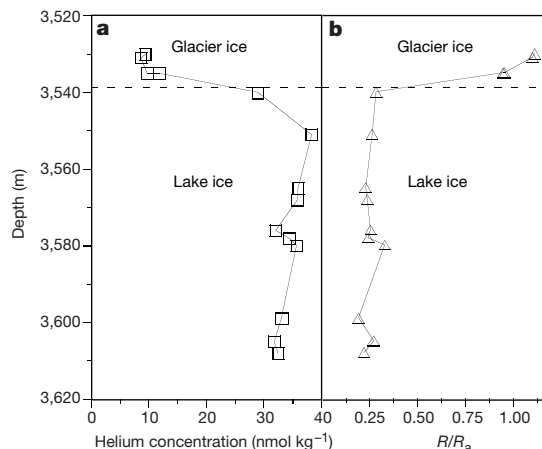 a
b
Glacier ice
Glacier ice
Lake ice
Lake ice
Depth (m)
3,520
3,540
3,560
3,580
3,600
3,620
0
10
20
30
40
0.25
0.50
0.75
1.00
Helium concentration (nmol kg⁻¹)
R/Rₐ